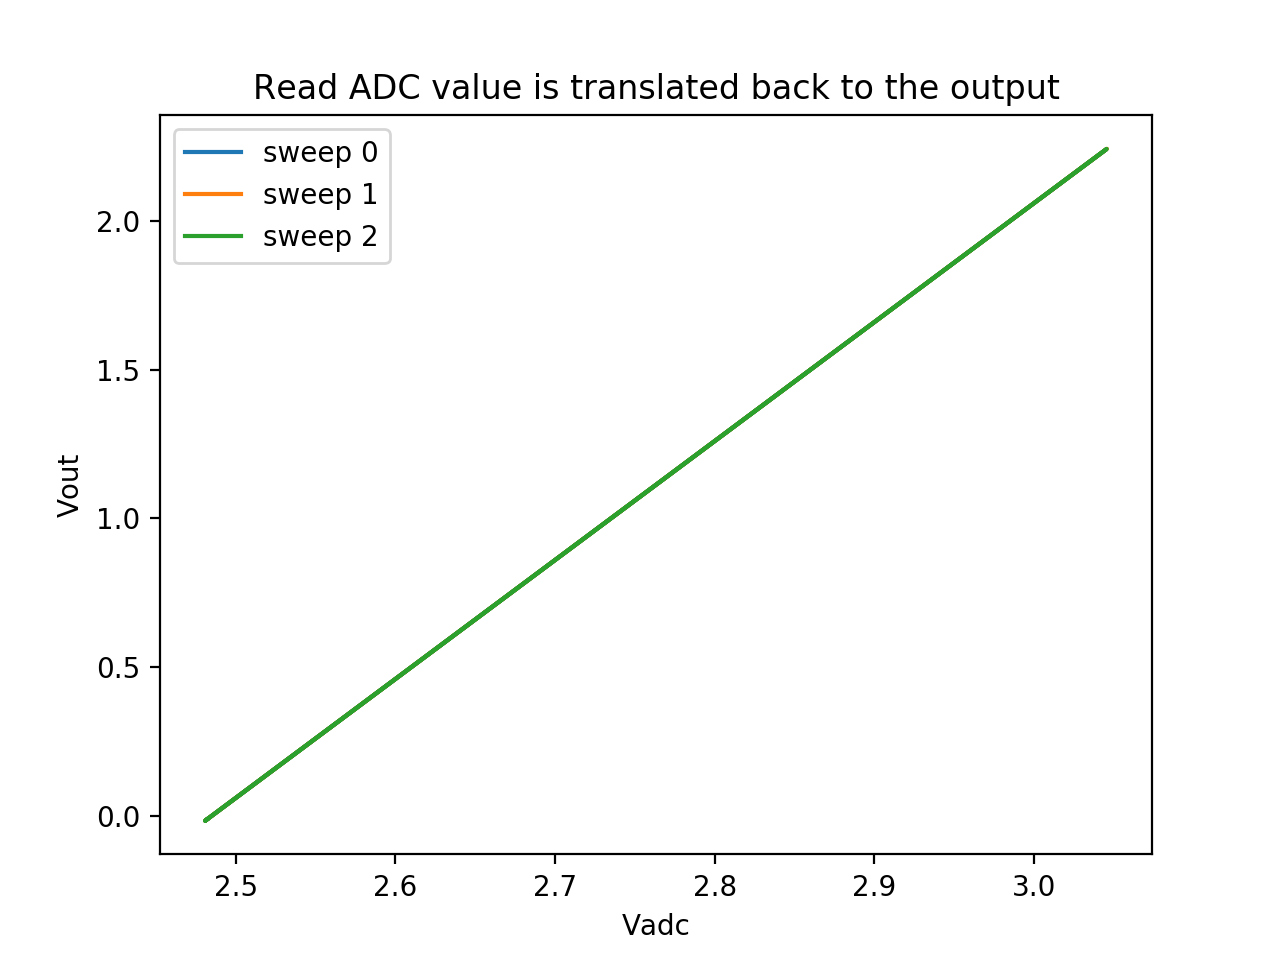 Read ADC value is translated back to the output
sweep 0
sweep 1
sweep 2
2.0
1.5
1.0
0.5
0.0
Vout
2.5 2.6 2.7 2.8 2.9 3.0
Vadc